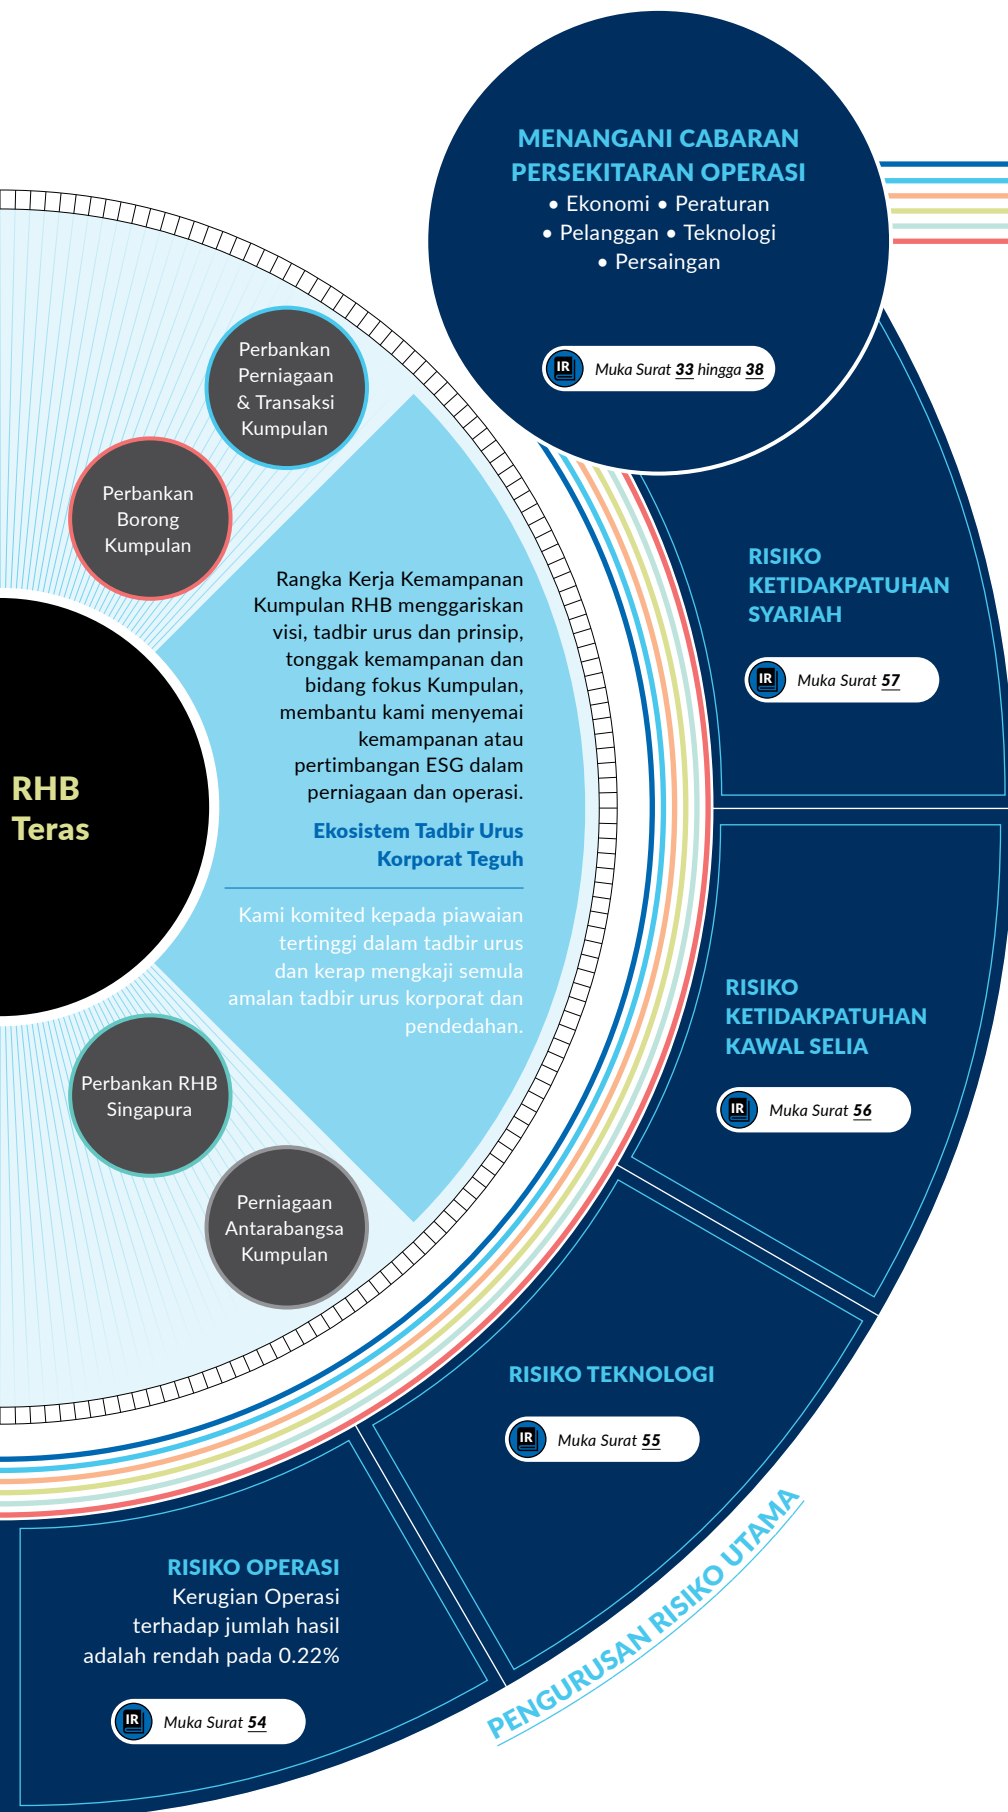 MENANGANI CABARAN
PERSEKITARAN OPERASI
• Ekonomi • Peraturan
• Pelanggan • Teknologi
• Persaingan
IR Muka Surat 33 hingga 38
Perbankan
Perniagaan
& Transaksi
Kumpulan
Perbankan
Borong
Kumpulan
Rangka Kerja Kemampanan
Kumpulan RHB menggariskan
visi, tadbir urus dan prinsip,
tonggak kemampanan dan
bidang fokus Kumpulan,
membantu kami menyemai
kemampanan atau
pertimbangan ESG dalam
perniagaan dan operasi.
Ekosistem Tadbir Urus
Korporat Teguh
Kami komited kepada piawaian
tertinggi dalam tadbir urus
dan kerap mengkaji semula
amalan tadbir urus korporat dan
pendedahan.
RHB
Teras
Perbankan RHB
Singapura
Perniagaan
Antarabangsa
Kumpulan
RISIKO
KETIDAKPATUHAN
SYARIAH
IR Muka Surat 57
RISIKO
KETIDAKPATUHAN
KAWAL SELIA
IR Muka Surat 56
RISIKO TEKNOLOGI
IR Muka Surat 55
RISIKO OPERASI
Kerugian Operasi
terhadap jumlah hasil
adalah rendah pada 0.22%
IR Muka Surat 54
PENGURUSAN RISIKO UTAMA